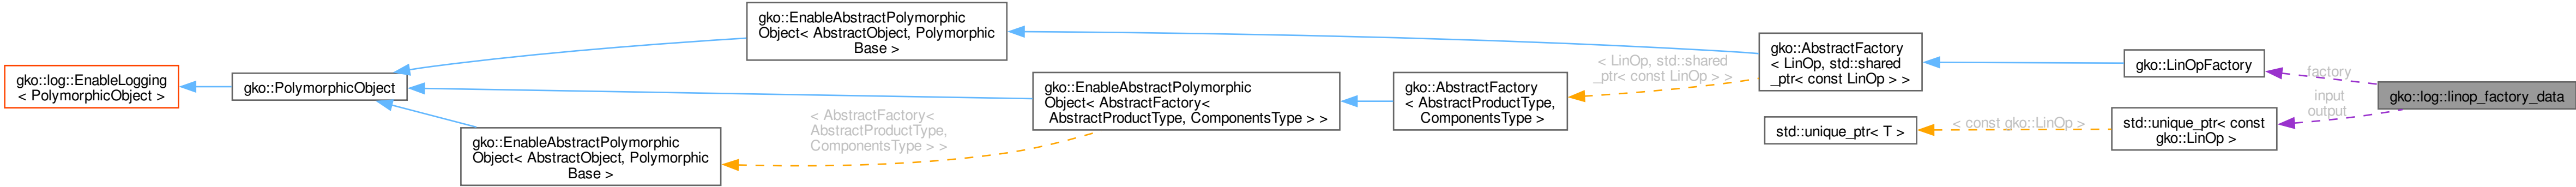 gko::log::EnableLogging
< PolymorphicObject >
gko::PolymorphicObject
gko::EnableAbstractPolymorphic
Object< AbstractObject, Polymorphic
Base >
gko::EnableAbstractPolymorphic
Object< AbstractObject, Polymorphic
Base >
< AbstractFactory<
AbstractProductType,
ComponentsType > >
gko::EnableAbstractPolymorphic
Object< AbstractFactory<
AbstractProductType, ComponentsType > >
gko::AbstractFactory
< AbstractProductType,
ComponentsType >
< LinOp, std::shared
_ptr< const LinOp > >
gko::AbstractFactory
< LinOp, std::shared
_ptr< const LinOp > >
std::unique_ptr< T >
< const gko::LinOp >
gko::LinOpFactory
std::unique_ptr< const
gko::LinOp >
factory
input
output
gko::log::linop_factory_data